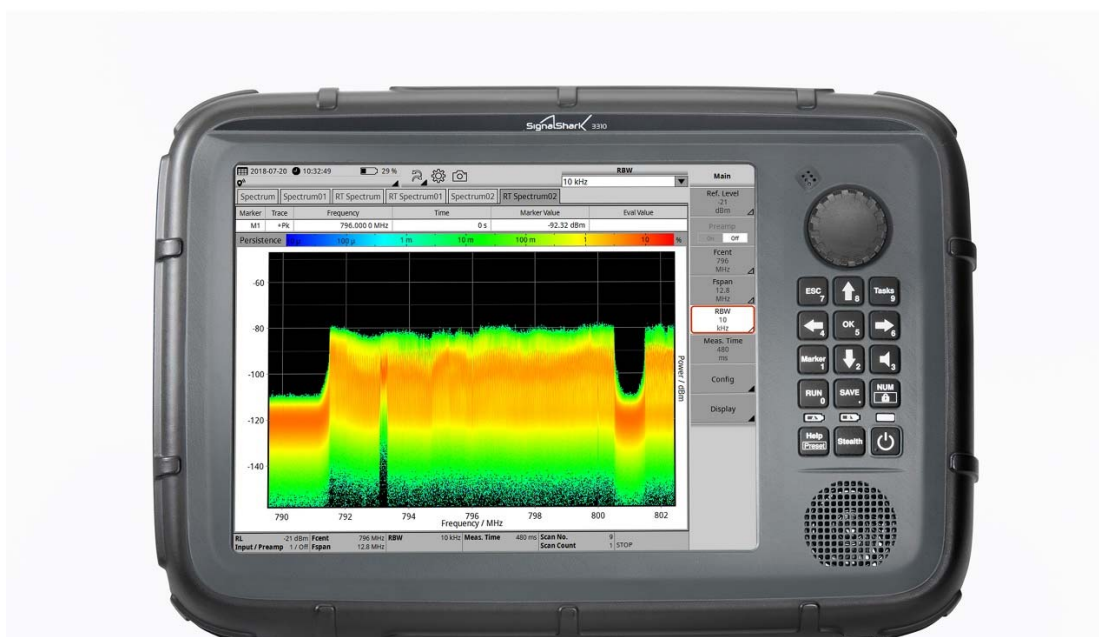 SignalShark 3310
2018-07-20 10:32:49 29 % RBW
10 kHz
Spectrum Spectrum01 RT Spectrum RT Spectrum01 Spectrum02 RT Spectrum02
Marker Trace Frequency Time Marker Value Eval Value
M1 +Pk 796.000 0 MHz 0 s -92.32 dBm
Persistence 100 µ 1 m 10 m 100 m 1 10 %
-60
-80
-100
-120
-140
Power / dBm
790 792 794 796 798 800 802
Frequency / MHz
RL -21 dBm Fcent 796 MHz RBW 10 kHz Meas. Time 480 ms Scan No. 9
Input / Preamp 1 / Off Fspan 12.8 MHz Scan Count 1 STOP
Main
Ref. Level
-21
dBm
Preamp
On Off
Fcent
796
MHz
Fspan
12.8
MHz
RBW
10
kHz
Meas. Time
480
ms
Config
Display
ESC 7 8 Tasks 9
4 OK 5 6
Marker 1 2 3
RUN 0 SAVE . NUM
Help Preset Stealth